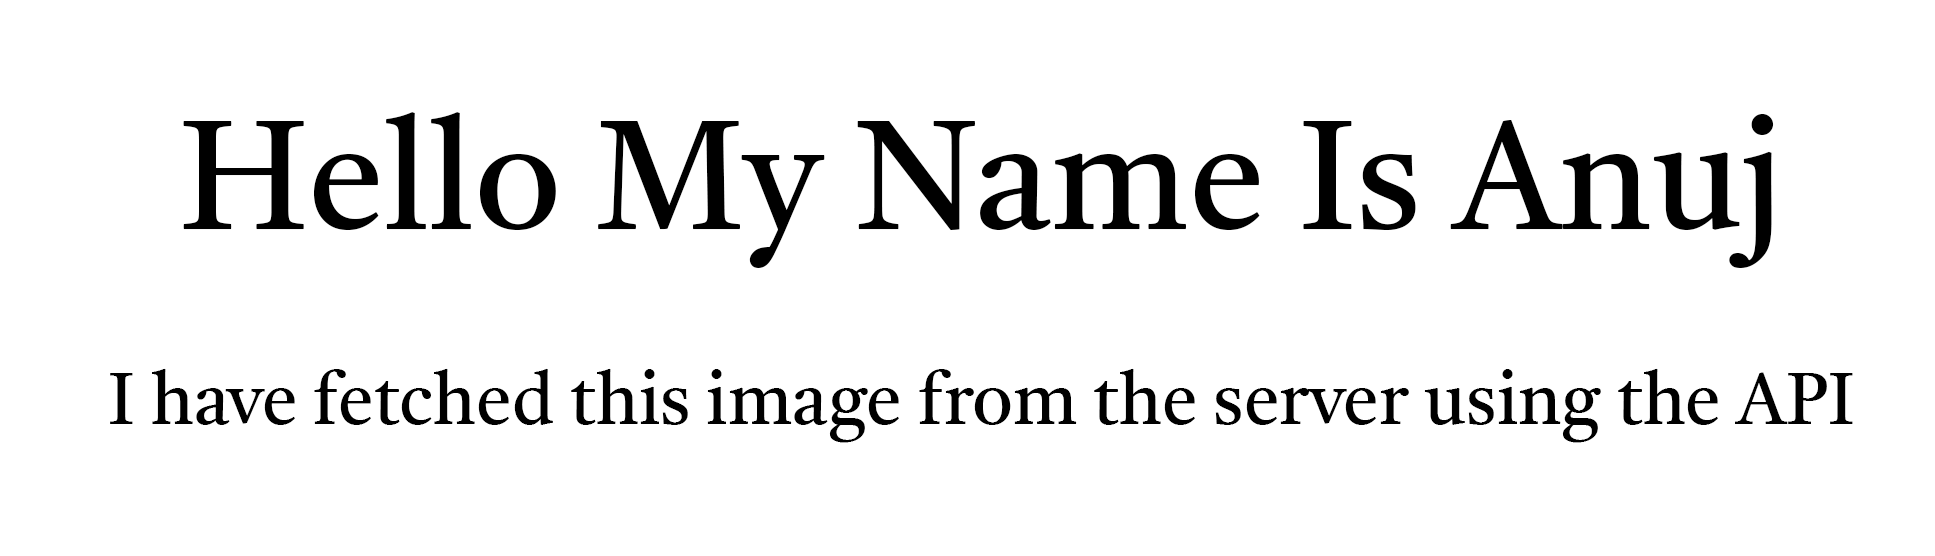 Hello My Name Is Anuj
I have fetched this image from the server using the API